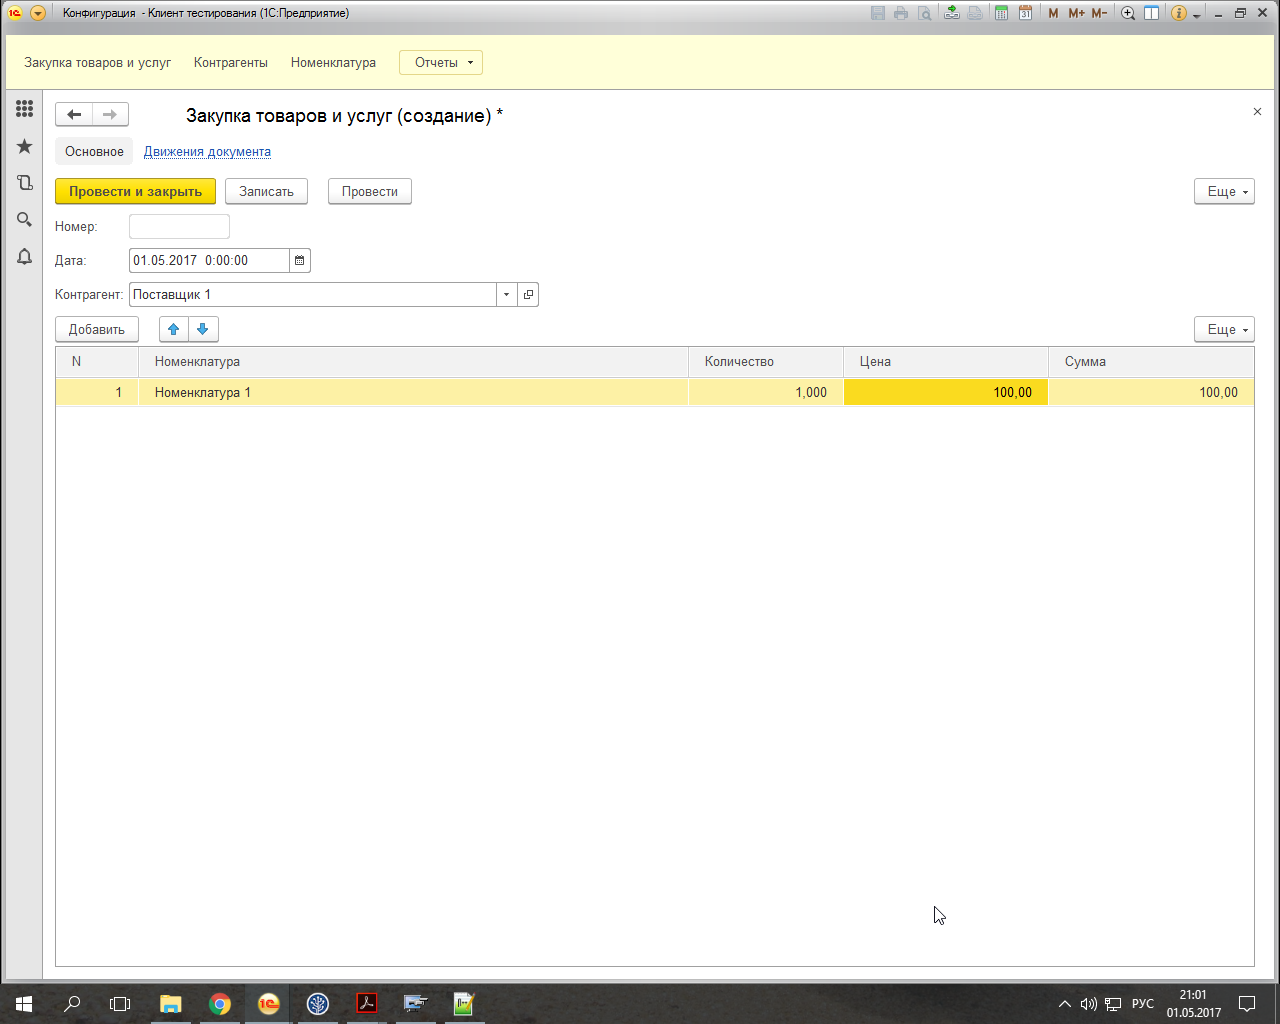 Конфигурация - Клиент тестирования (1С:Предприятие)
M M+ M-
31
Закупка товаров и услуг Контрагенты Номенклатура Отчеты
Закупка товаров и услуг (создание) *
Основное Движения документа
Провести и закрыть Записать Провести Еще
Номер:
Дата: 01.05.2017 0:00:00
Контрагент: Поставщик 1
Добавить Еще
N Номенклатура Количество Цена Сумма
1 Номенклатура 1 1,000 100,00 100,00
РУС 21:01
01.05.2017